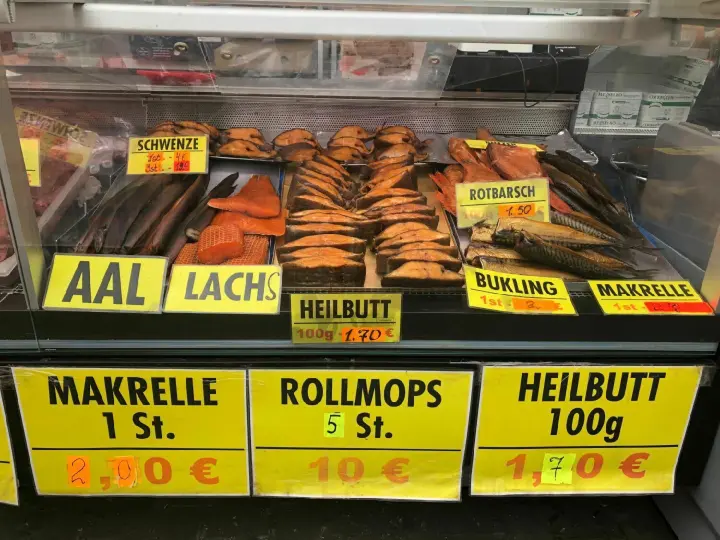 SCHWENZE
AAL
LACHS
HEILBUTT
100g 1.70 €
ROTBARSCH
100g 1.50
BUKLING
1st
MAKRELLE
1st
MAKRELLE
1 St.
2,00 €
ROLLMOPS
5 St.
10 €
HEILBUTT
100g
1,70 €